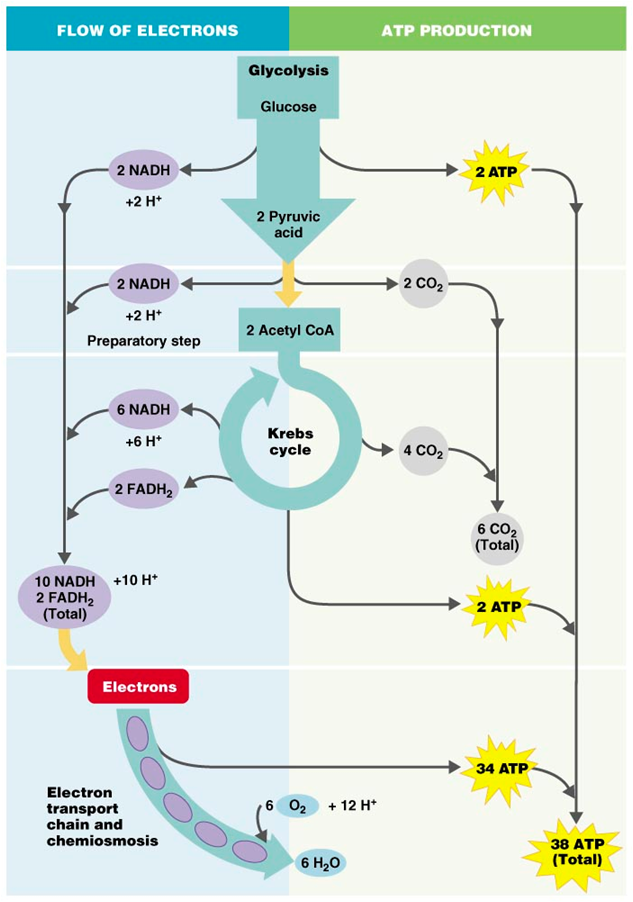 FLOW OF ELECTRONS
ATP PRODUCTION
Glycolysis
Glucose
2 NADH
+2 H⁺
2 ATP
2 Pyruvic
acid
2 NADH
+2 H⁺
2 CO₂
Preparatory step
2 Acetyl CoA
6 NADH
+6 H⁺
Krebs
cycle
4 CO₂
2 FADH₂
6 CO₂
(Total)
10 NADH
2 FADH₂
(Total)
+10 H⁺
2 ATP
Electrons
34 ATP
Electron
transport
chain and
chemiosmosis
6 O₂ + 12 H⁺
6 H₂O
38 ATP
(Total)